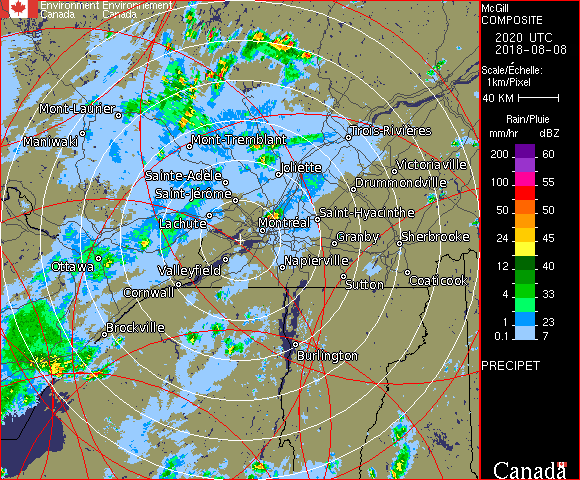 Environment Environnement
Canada Canada
McGill
COMPOSITE
2020 UTC
2018-08-08
Scale/Échelle:
1km/Pixel
40 KM
Rain/Pluie
mm/hr dBZ
200 60
150 57
100 55
50 50
24 45
12 40
4 33
1 23
0.1 7
PRECIPET
Canada
Mont-Laurier
Maniwaki
Mont-Tremblant
Trois-Rivières
Joliette
Victoriaville
Sainte-Adèle
Drummondville
Saint-Jérôme
Saint-Hyacinthe
Lachute
Montréal
Granby
Sherbrooke
Ottawa
Valleyfield
Napierville
Cornwall
Sutton
Coaticook
Brockville
Burlington